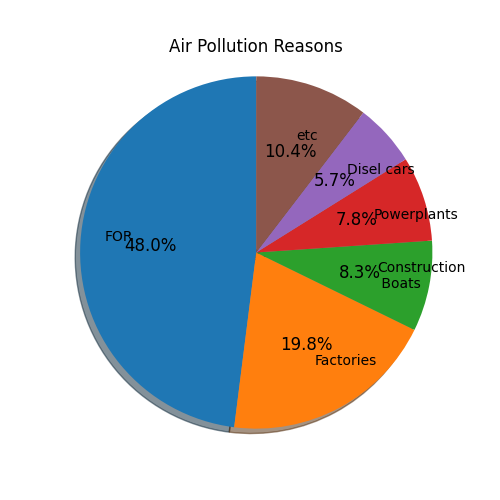 Air Pollution Reasons
etc
10.4%
Disel cars
5.7%
Powerplants
7.8%
Construction
Boats
8.3%
FOR
48.0%
19.8%
Factories